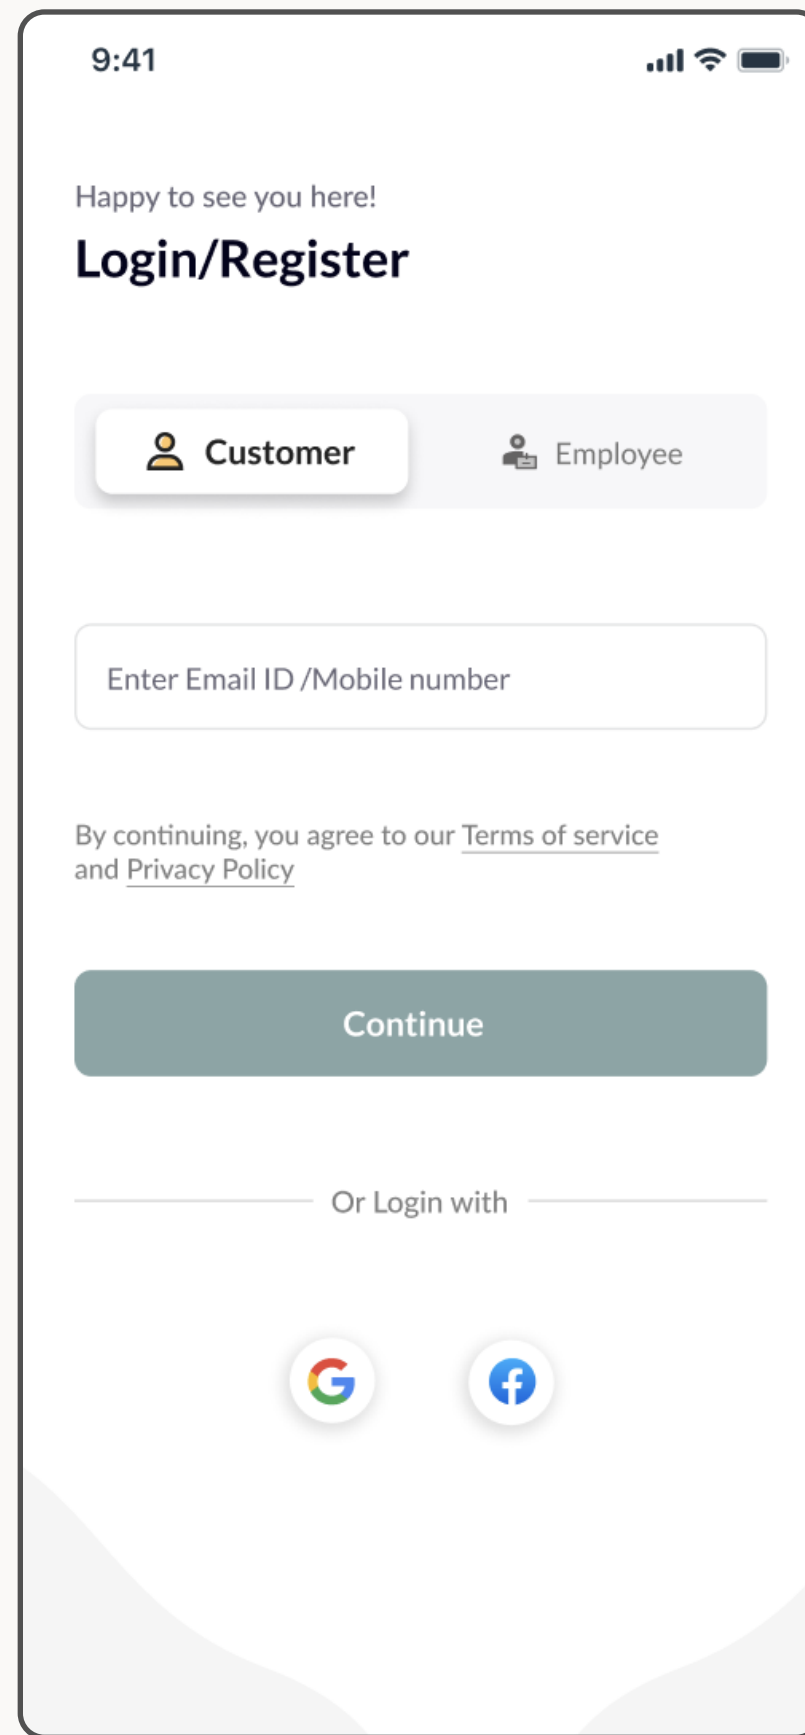 9:41
Happy to see you here!
Login/Register
Customer
Employee
Enter Email ID /Mobile number
By continuing, you agree to our Terms of service
and Privacy Policy
Continue
Or Login with